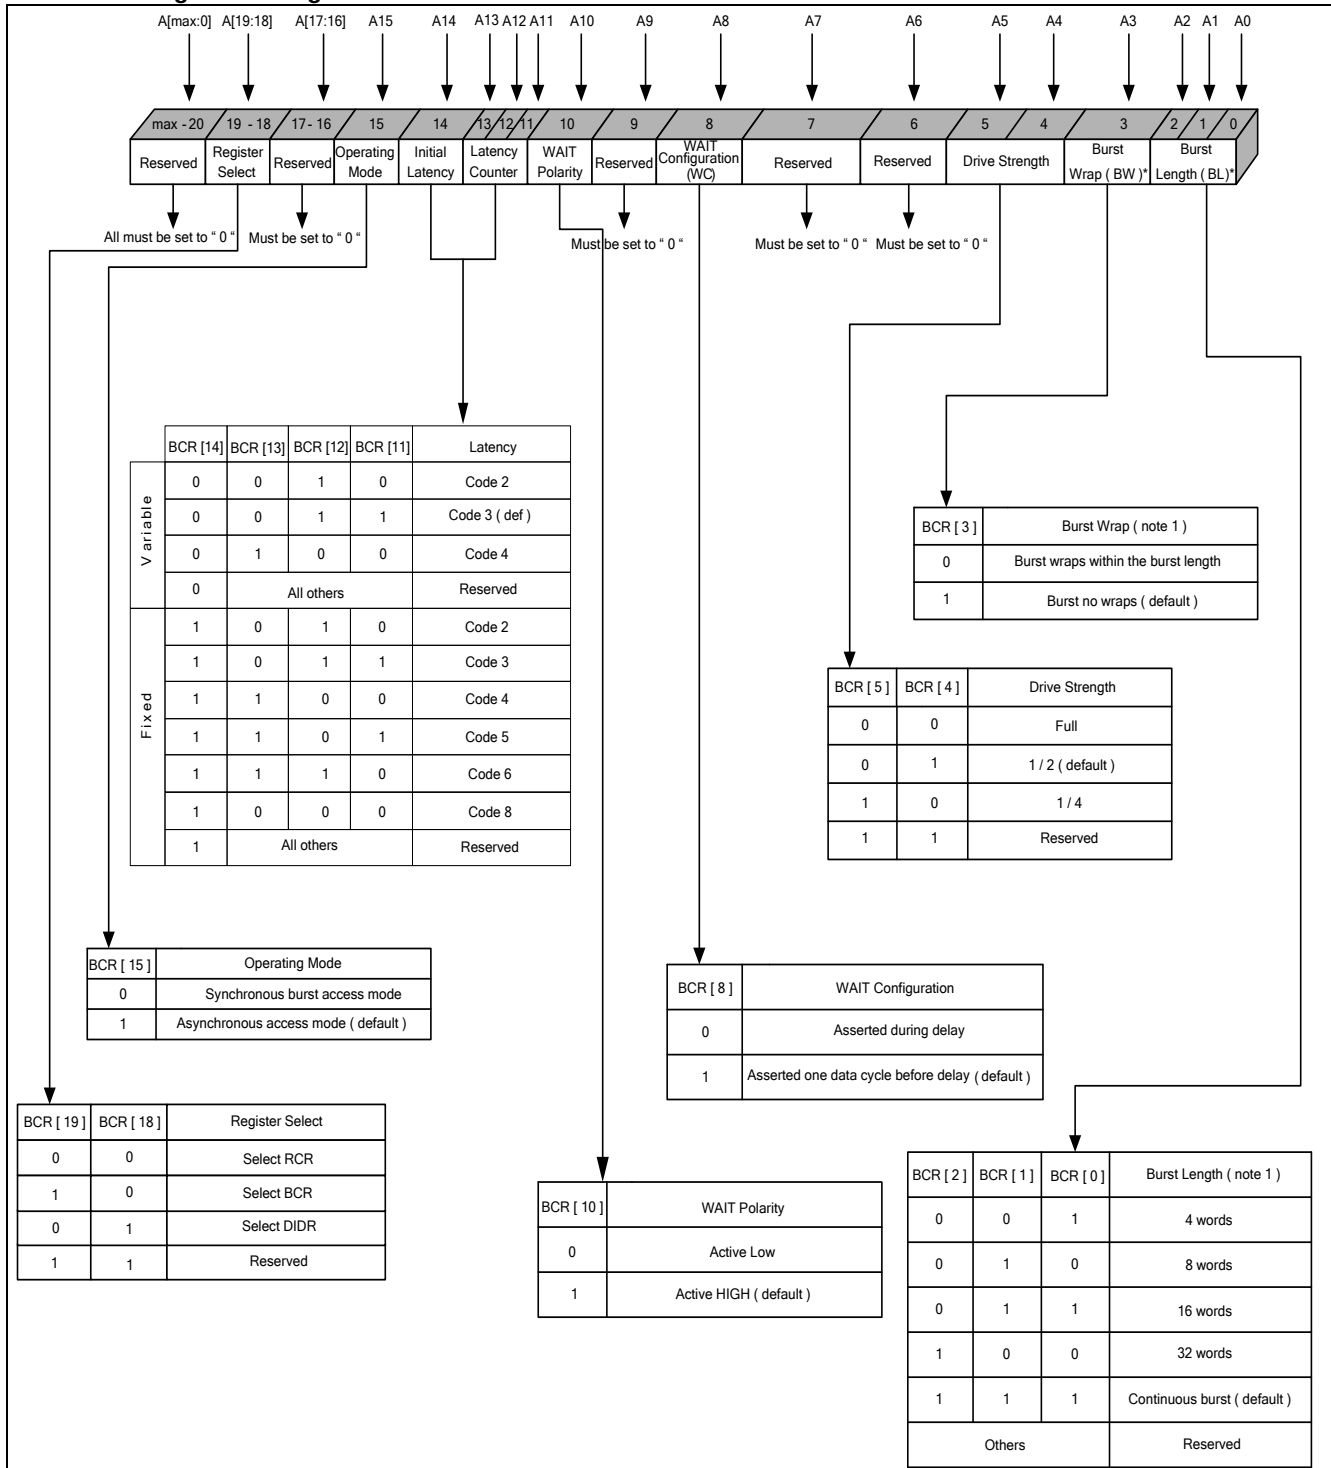 A[max:0] A[19:18] A[17:16] A15 A14 A13 A12 A11 A10 A9 A8 A7 A6 A5 A4 A3 A2 A1 A0
max - 20 19 - 18 17 - 16 15 14 13 12 11 10 9 8 7 6 5 4 3 2 1 0
Reserved
Register
Select
Reserved
Operating
Mode
Initial
Latency
Latency
Counter
WAIT
Polarity
Reserved
WAIT
Configuration
(WC)
Reserved
Reserved
Drive Strength
Burst
Wrap ( BW )*
Burst
Length ( BL )*
All must be set to “ 0 “
Must be set to “ 0 “
Must be set to “ 0 “
Must be set to “ 0 “
Must be set to “ 0 “
BCR [14] BCR [13] BCR [12] BCR [11] Latency
Variable
0 0 1 0 Code 2
0 0 1 1 Code 3 ( def )
0 1 0 0 Code 4
0 All others Reserved
Fixed
1 0 1 0 Code 2
1 0 1 1 Code 3
1 1 0 0 Code 4
1 1 0 1 Code 5
1 1 1 0 Code 6
1 0 0 0 Code 8
1 All others Reserved
BCR [ 3 ] Burst Wrap ( note 1 )
0 Burst wraps within the burst length
1 Burst no wraps ( default )
BCR [ 5 ] BCR [ 4 ] Drive Strength
0 0 Full
0 1 1 / 2 ( default )
1 0 1 / 4
1 1 Reserved
BCR [ 15 ] Operating Mode
0 Synchronous burst access mode
1 Asynchronous access mode ( default )
BCR [ 8 ] WAIT Configuration
0 Asserted during delay
1 Asserted one data cycle before delay ( default )
BCR [ 19 ] BCR [ 18 ] Register Select
0 0 Select RCR
1 0 Select BCR
0 1 Select DIDR
1 1 Reserved
BCR [ 10 ] WAIT Polarity
0 Active Low
1 Active HIGH ( default )
BCR [ 2 ] BCR [ 1 ] BCR [ 0 ] Burst Length ( note 1 )
0 0 1 4 words
0 1 0 8 words
0 1 1 16 words
1 0 0 32 words
1 1 1 Continuous burst ( default )
Others Reserved